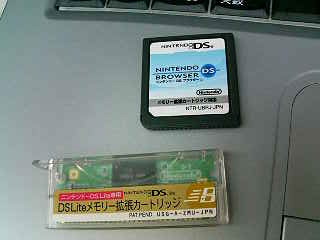 NINTENDO DS
NINTENDO
BROWSER DS
ニンテンドーDSブラウザー
Nintendo
メモリー拡張カートリッジ対応
NTR-UBRJ-JPN
ニンテンドーDS Lite専用
NINTENDO DS Lite
DS Liteメモリー拡張カートリッジ
PAT.PEND USG-A-ZMU-JPN